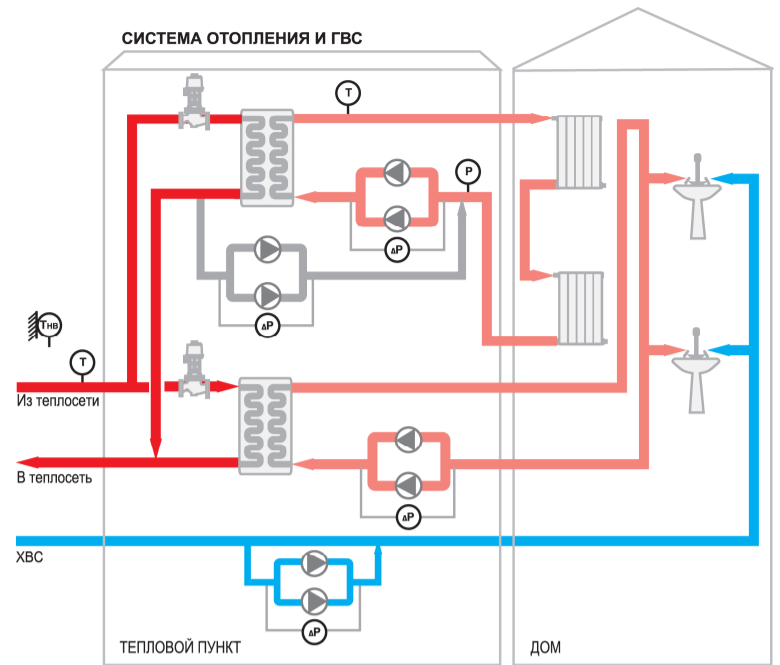 СИСТЕМА ОТОПЛЕНИЯ И ГВС
T
P
ΔP
ΔP
Tнв
T
Из теплосети
В теплосеть
ΔP
ХВС
ΔP
ТЕПЛОВОЙ ПУНКТ
ДОМ